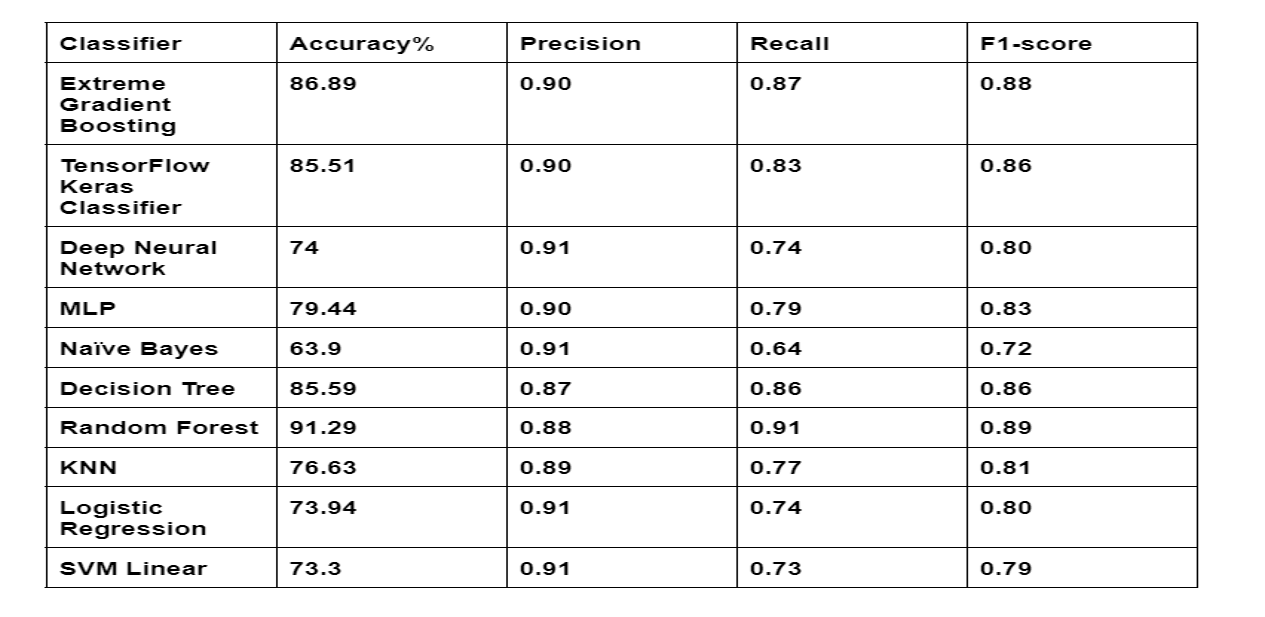 Classifier Accuracy% Precision Recall F1-score
Extreme 86.89 0.90 0.87 0.88
Gradient
Boosting
TensorFlow 85.51 0.90 0.83 0.86
Keras
Classifier
Deep Neural 74 0.91 0.74 0.80
Network
MLP 79.44 0.90 0.79 0.83
Naïve Bayes 63.9 0.91 0.64 0.72
Decision Tree 85.59 0.87 0.86 0.86
Random Forest 91.29 0.88 0.91 0.89
KNN 76.63 0.89 0.77 0.81
Logistic 73.94 0.91 0.74 0.80
Regression
SVM Linear 73.3 0.91 0.73 0.79